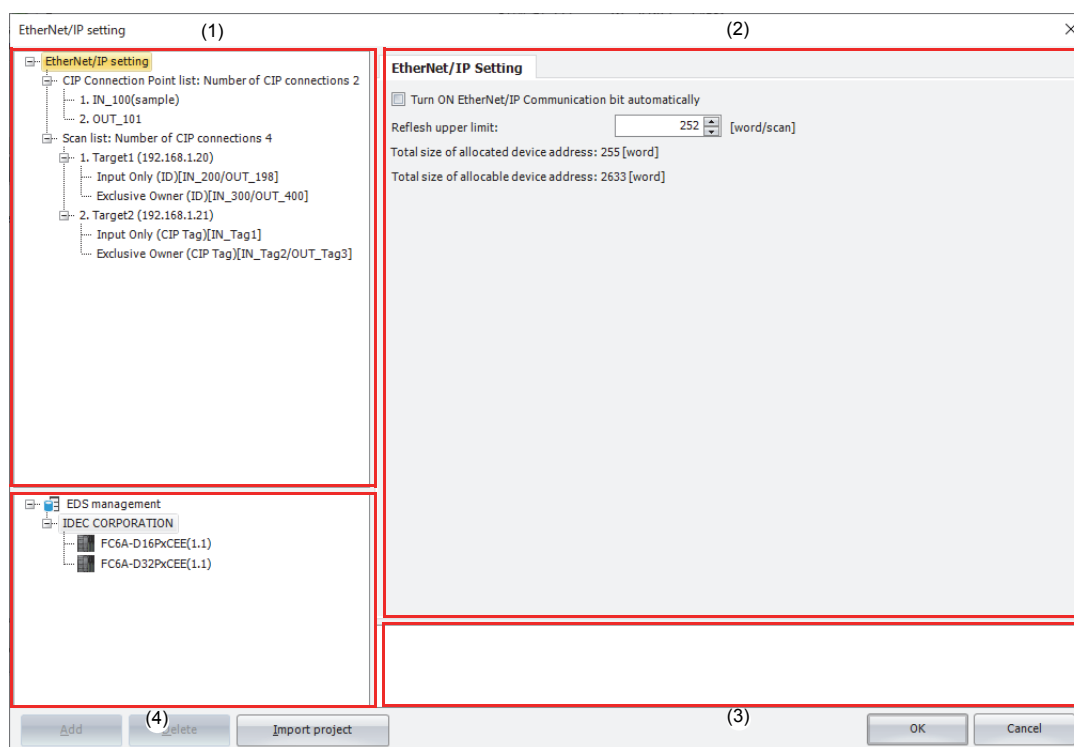 EtherNet/IP setting
(1)
(2)
EtherNet/IP setting
CIP Connection Point list: Number of CIP connections 2
1. IN_100(sample)
2. OUT_101
Scan list: Number of CIP connections 4
1. Target1 (192.168.1.20)
Input Only (ID)[IN_200/OUT_198]
Exclusive Owner (ID)[IN_300/OUT_400]
2. Target2 (192.168.1.21)
Input Only (CIP Tag)[IN_Tag1]
Exclusive Owner (CIP Tag)[IN_Tag2/OUT_Tag3]
EtherNet/IP Setting
Turn ON EtherNet/IP Communication bit automatically
Reflesh upper limit: 252 [word/scan]
Total size of allocated device address: 255 [word]
Total size of allocable device address: 2633 [word]
EDS management
IDEC CORPORATION
FC6A-D16PxCEE(1.1)
FC6A-D32PxCEE(1.1)
(4)
(3)
Add
Delete
Import project
OK
Cancel